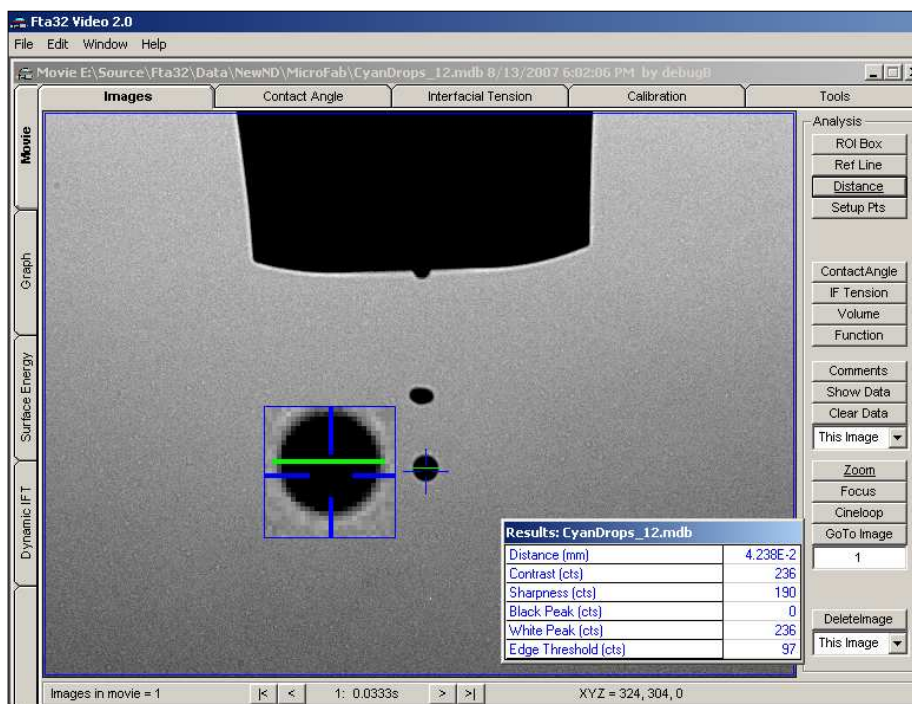 Fta32 Video 2.0
File Edit Window Help
Movie E:\Source\Fta32\Data\NewND\MicroFab\CyanDrops_12.mdb 8/13/2007 6:02:06 PM by debugB
Images Contact Angle Interfacial Tension Calibration Tools
Movie
Graph
Surface Energy
Dynamic IFT
Analysis
ROI Box
Ref Line
Distance
Setup Pts
ContactAngle
IF Tension
Volume
Function
Comments
Show Data
Clear Data
This Image
Zoom
Focus
Cineloop
GoTo Image
1
DeleteImage
This Image
Results: CyanDrops_12.mdb
Distance (mm) 4.238E-2
Contrast (cts) 236
Sharpness (cts) 190
Black Peak (cts) 0
White Peak (cts) 236
Edge Threshold (cts) 97
Images in movie = 1 |< < 1: 0.0333s > >| XYZ = 324, 304, 0